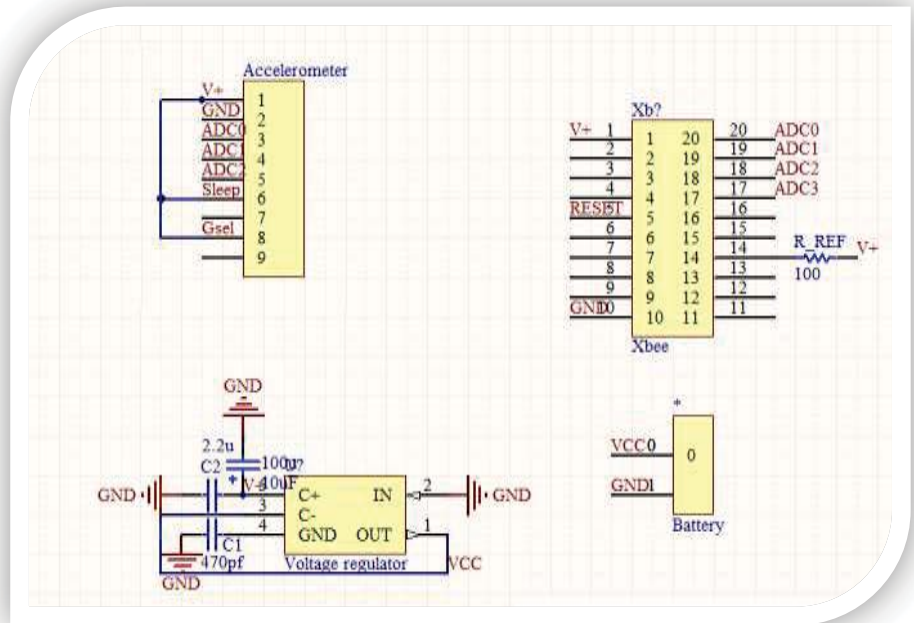 Accelerometer
V+
1
GND
2
ADC0
3
ADC1
4
ADC2
5
Sleep
6
7
Gsel
8
9
Xb?
V+ 1 1 20 20 ADC0
2 2 19 19 ADC1
3 3 18 18 ADC2
4 4 17 17 ADC3
RESET 5 16 16
6 6 15 15
7 7 14 14
8 8 13 13
9 9 12 12
GND 10 10 11 11
R_REF
V+
100
Xbee
GND
2.2u
C2
100u
10uF
GND
C+ IN 2 GND
3 C-
4 GND OUT 1
C1
470pf
Voltage regulator
VCC
GND
*
VCC 0 0
GND 1
Battery